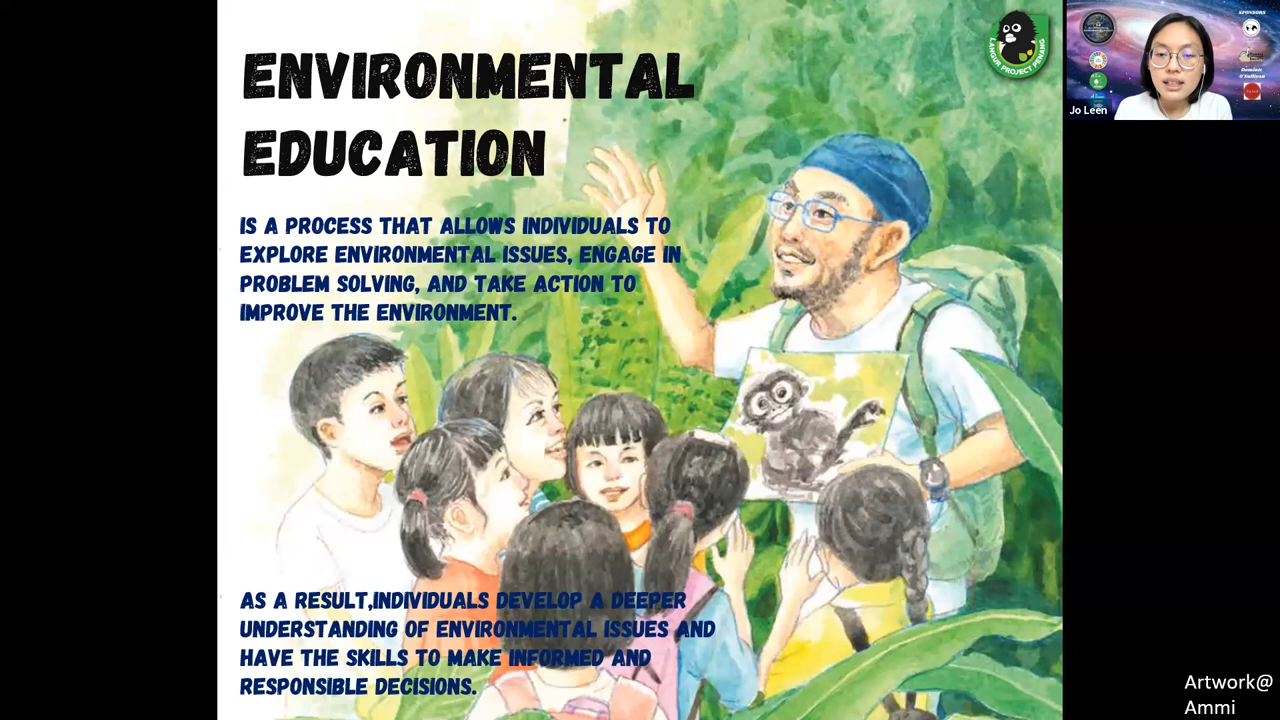 ENVIRONMENTAL
EDUCATION
IS A PROCESS THAT ALLOWS INDIVIDUALS TO
EXPLORE ENVIRONMENTAL ISSUES, ENGAGE IN
PROBLEM SOLVING, AND TAKE ACTION TO
IMPROVE THE ENVIRONMENT.
AS A RESULT,INDIVIDUALS DEVELOP A DEEPER
UNDERSTANDING OF ENVIRONMENTAL ISSUES AND
HAVE THE SKILLS TO MAKE INFORMED AND
RESPONSIBLE DECISIONS.
LANGUR PROJECT PENANG
SPONSORS
Dominic
O'Sullivan
Jo Leen
Artwork@
Ammi